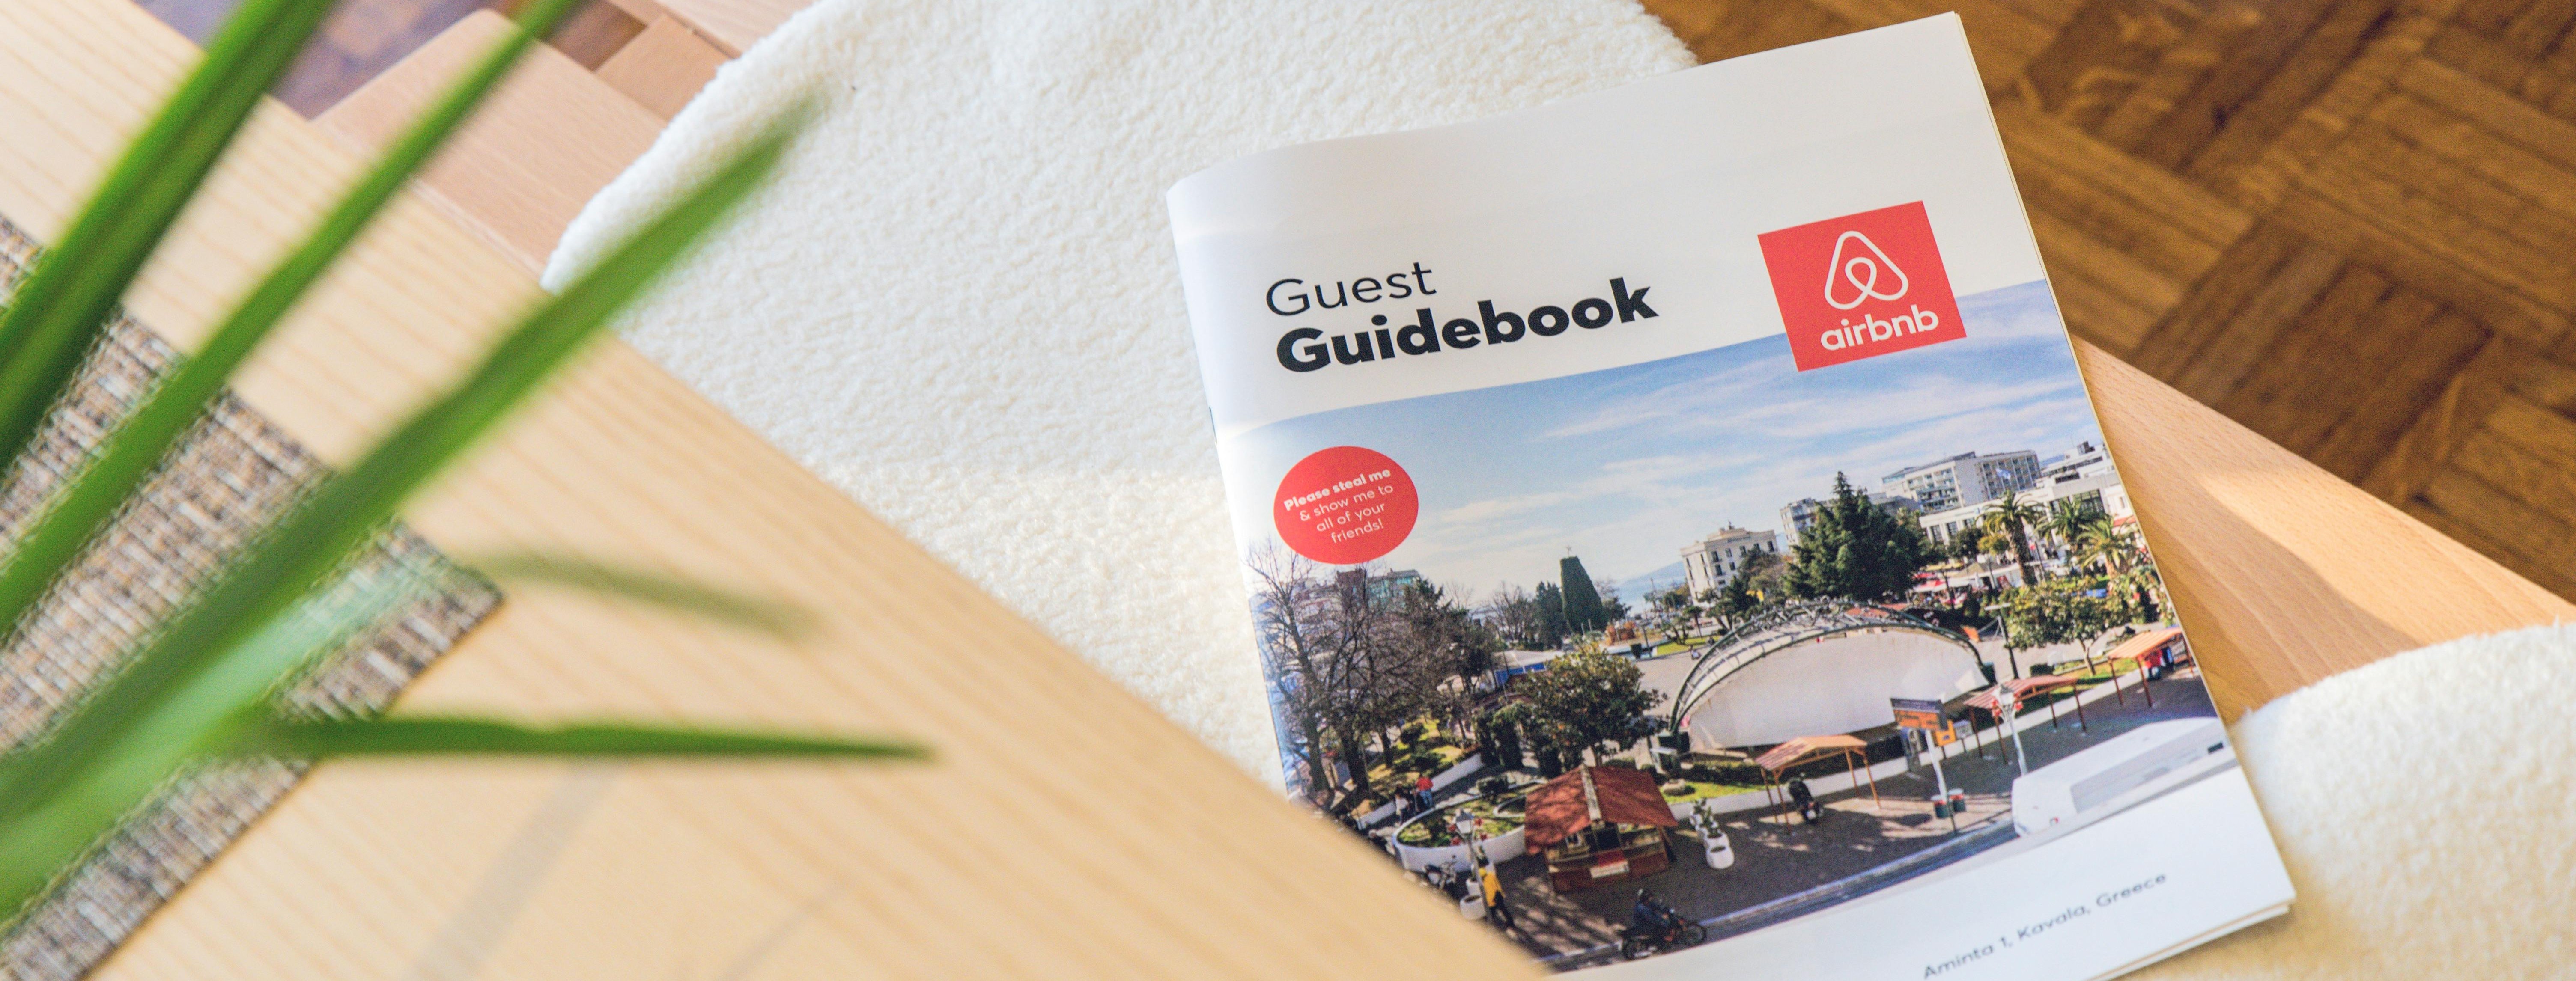 Guest
Guidebook
airbnb
Please steal me
& show me to
all of your
friends!
Aminta 1, Kavala, Greece